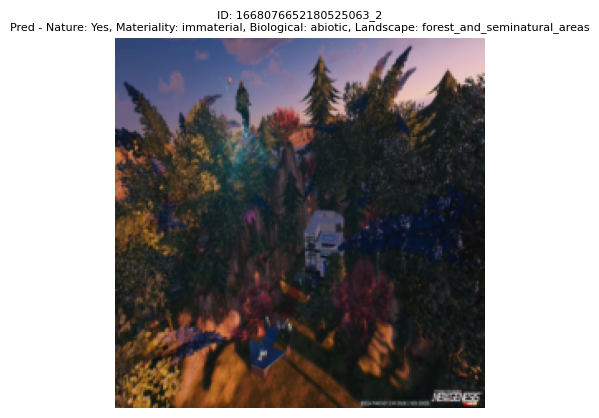 ID: 1668076652180525063_2
Pred - Nature: Yes, Materiality: immaterial, Biological: abiotic, Landscape: forest_and_seminatural_areas